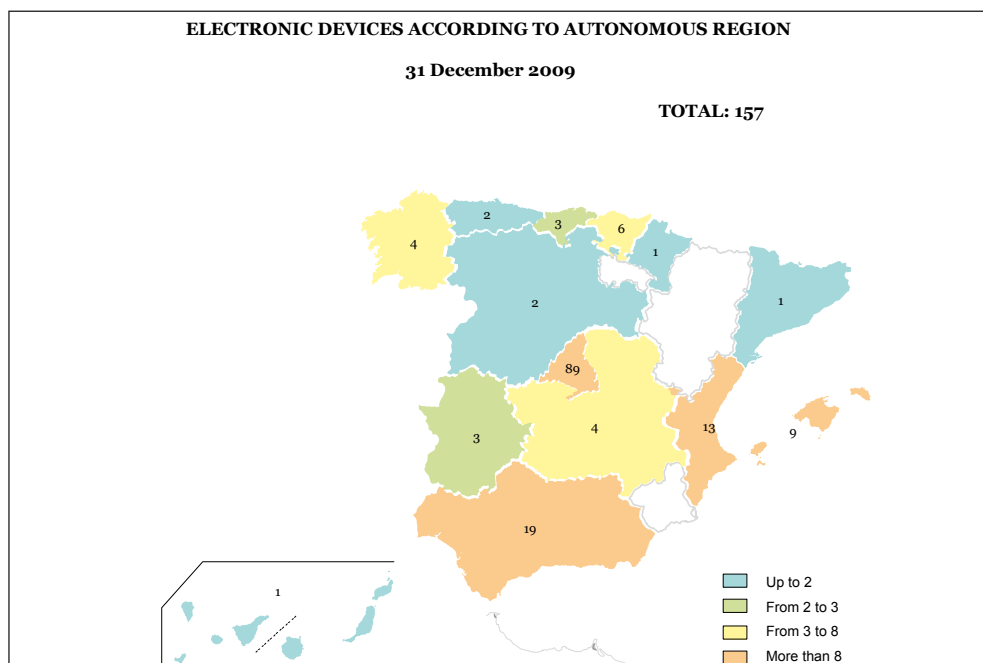 ELECTRONIC DEVICES ACCORDING TO AUTONOMOUS REGION
31 December 2009
TOTAL: 157
2
3
6
4
1
2
1
89
13
9
3
4
19
1
Up to 2
From 2 to 3
From 3 to 8
More than 8